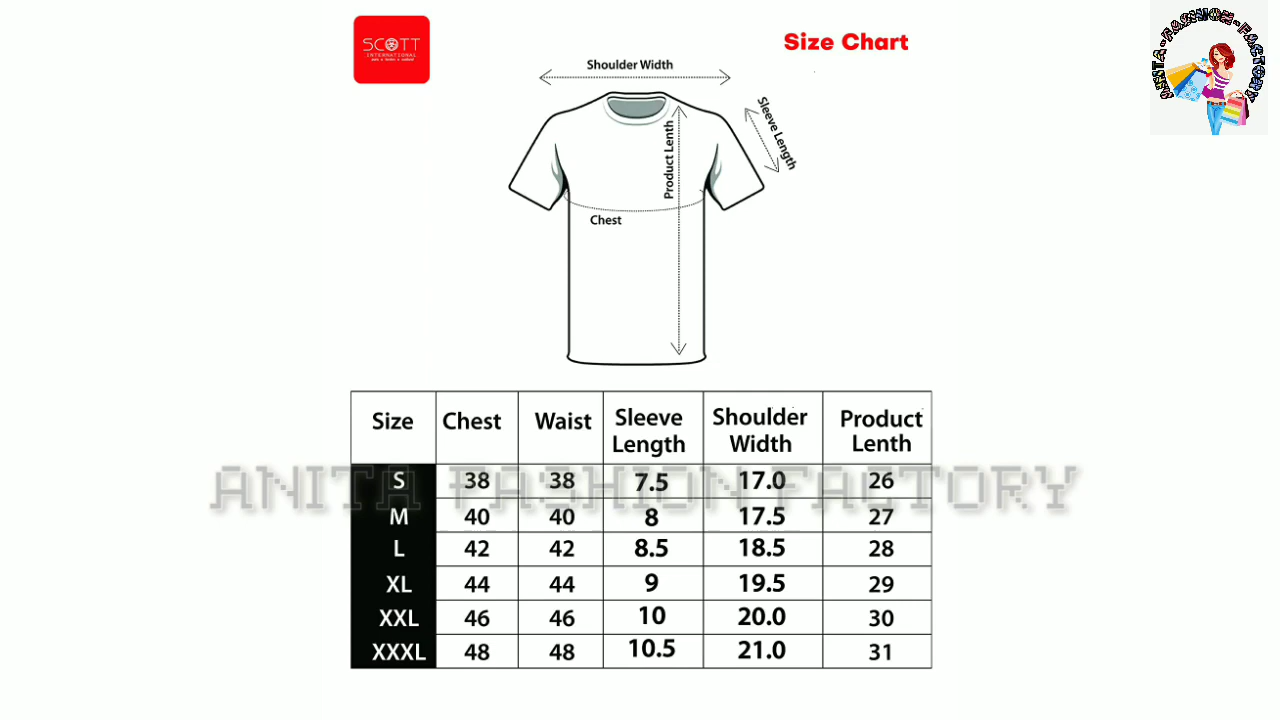 SCOTT
INTERNATIONAL
Size Chart
ANITA-FASHION-FACTORY
Shoulder Width
Sleeve Length
Product Lenth
Chest
Size Chest Waist Sleeve Length Shoulder Width Product Lenth
S 38 38 7.5 17.0 26
ANITA FASHION FACTORY
M 40 40 8 17.5 27
L 42 42 8.5 18.5 28
XL 44 44 9 19.5 29
XXL 46 46 10 20.0 30
XXXL 48 48 10.5 21.0 31